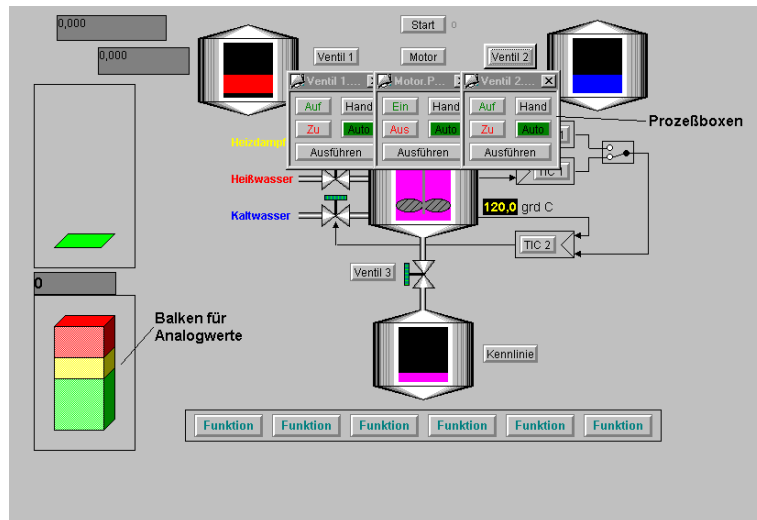 0,000
Start 0
0,000
Ventil 1
Motor
Ventil 2
Ventil 1....
Motor.P...
Ventil 2....
Auf Hand
Ein Hand
Auf Hand
Zu Auto
Aus Auto
Zu Auto
Ausführen
Ausführen
Ausführen
Prozeßboxen
Heizdampf
Heißwasser
TIC 1
Kaltwasser
120,0 grd C
TIC 2
Ventil 3
0
Balken für
Analogwerte
Kennlinie
Funktion Funktion Funktion Funktion Funktion Funktion